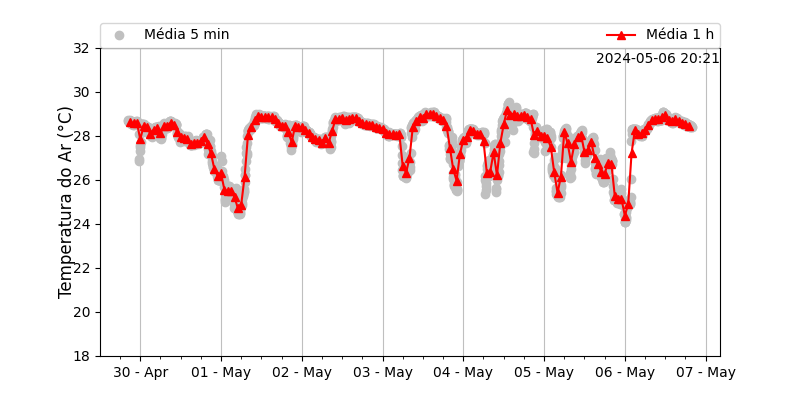 Média 5 min
Média 1 h
2024-05-06 20:21
Temperatura do Ar (°C)
32
30
28
26
24
22
20
18
30 - Apr
01 - May
02 - May
03 - May
04 - May
05 - May
06 - May
07 - May